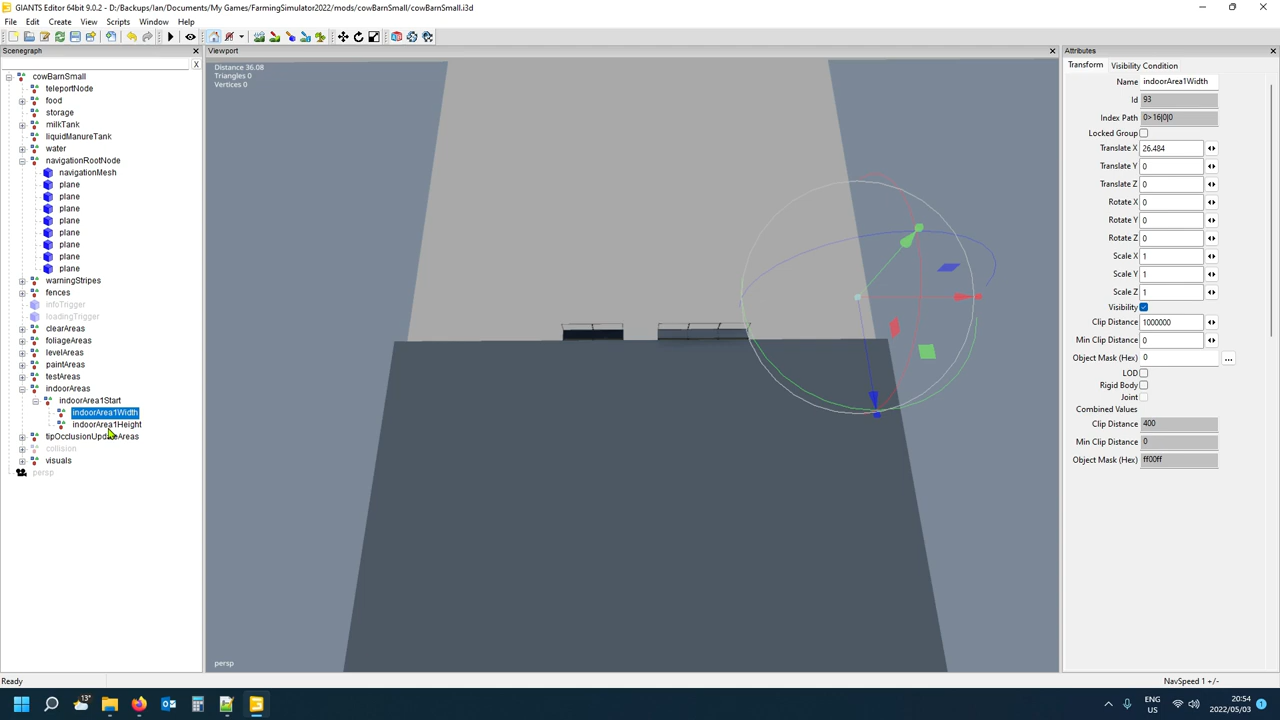 GIANTS Editor 64bit 9.0.2 - D:/Backups/Ian/Documents/My Games/FarmingSimulator2022/mods/cowBarnSmall/cowBarnSmall.i3d
File Edit Create View Scripts Window Help
Scenegraph
X
cowBarnSmall
teleportNode
food
storage
milkTank
liquidManureTank
water
navigationRootNode
navigationMesh
plane
plane
plane
plane
plane
plane
plane
plane
warningStripes
fences
infoTrigger
loadingTrigger
clearAreas
foliageAreas
levelAreas
paintAreas
testAreas
indoorAreas
indoorArea1Start
indoorArea1Width
indoorArea1Height
tipOcclusionUpdateAreas
collision
visuals
persp
Viewport
Distance 36.08
Triangles 0
Vertices 0
persp
Attributes
Transform Visibility Condition
Name indoorArea1Width
Id 93
Index Path 0>16|0|0
Locked Group
Translate X 26.484
Translate Y 0
Translate Z 0
Rotate X 0
Rotate Y 0
Rotate Z 0
Scale X 1
Scale Y 1
Scale Z 1
Visibility
Clip Distance 1000000
Min Clip Distance 0
Object Mask (Hex) 0 ...
LOD
Rigid Body
Joint
Combined Values
Clip Distance 400
Min Clip Distance 0
Object Mask (Hex) ff00ff
Ready
NavSpeed 1 +/-
13°
ENG
US
20:54
2022/05/03